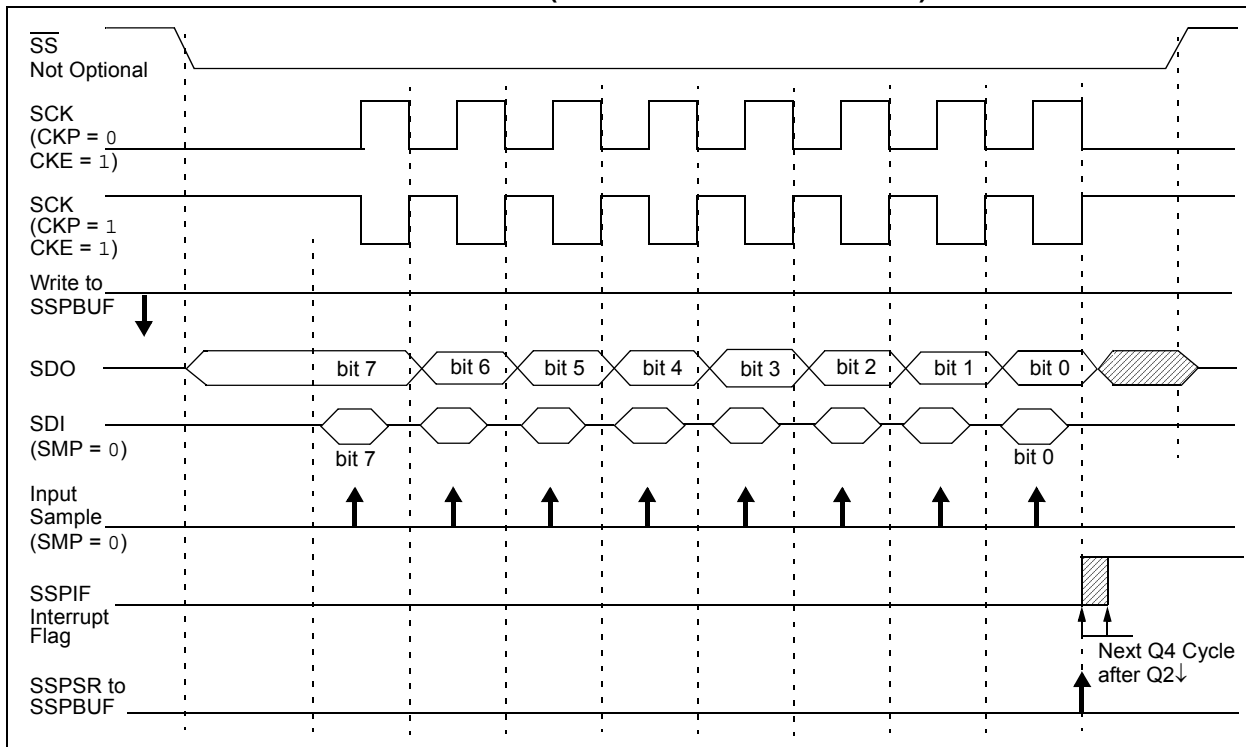 SS
Not Optional
SCK
(CKP = 0
CKE = 1)
SCK
(CKP = 1
CKE = 1)
Write to
SSPBUF
SDO
bit 7 bit 6 bit 5 bit 4 bit 3 bit 2 bit 1 bit 0
SDI
(SMP = 0)
bit 7 bit 0
Input
Sample
(SMP = 0)
SSPIF
Interrupt
Flag
Next Q4 Cycle
after Q2↓
SSPSR to
SSPBUF